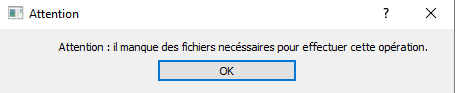 Attention
Attention : il manque des fichiers necéssaires pour effectuer cette opération.
OK